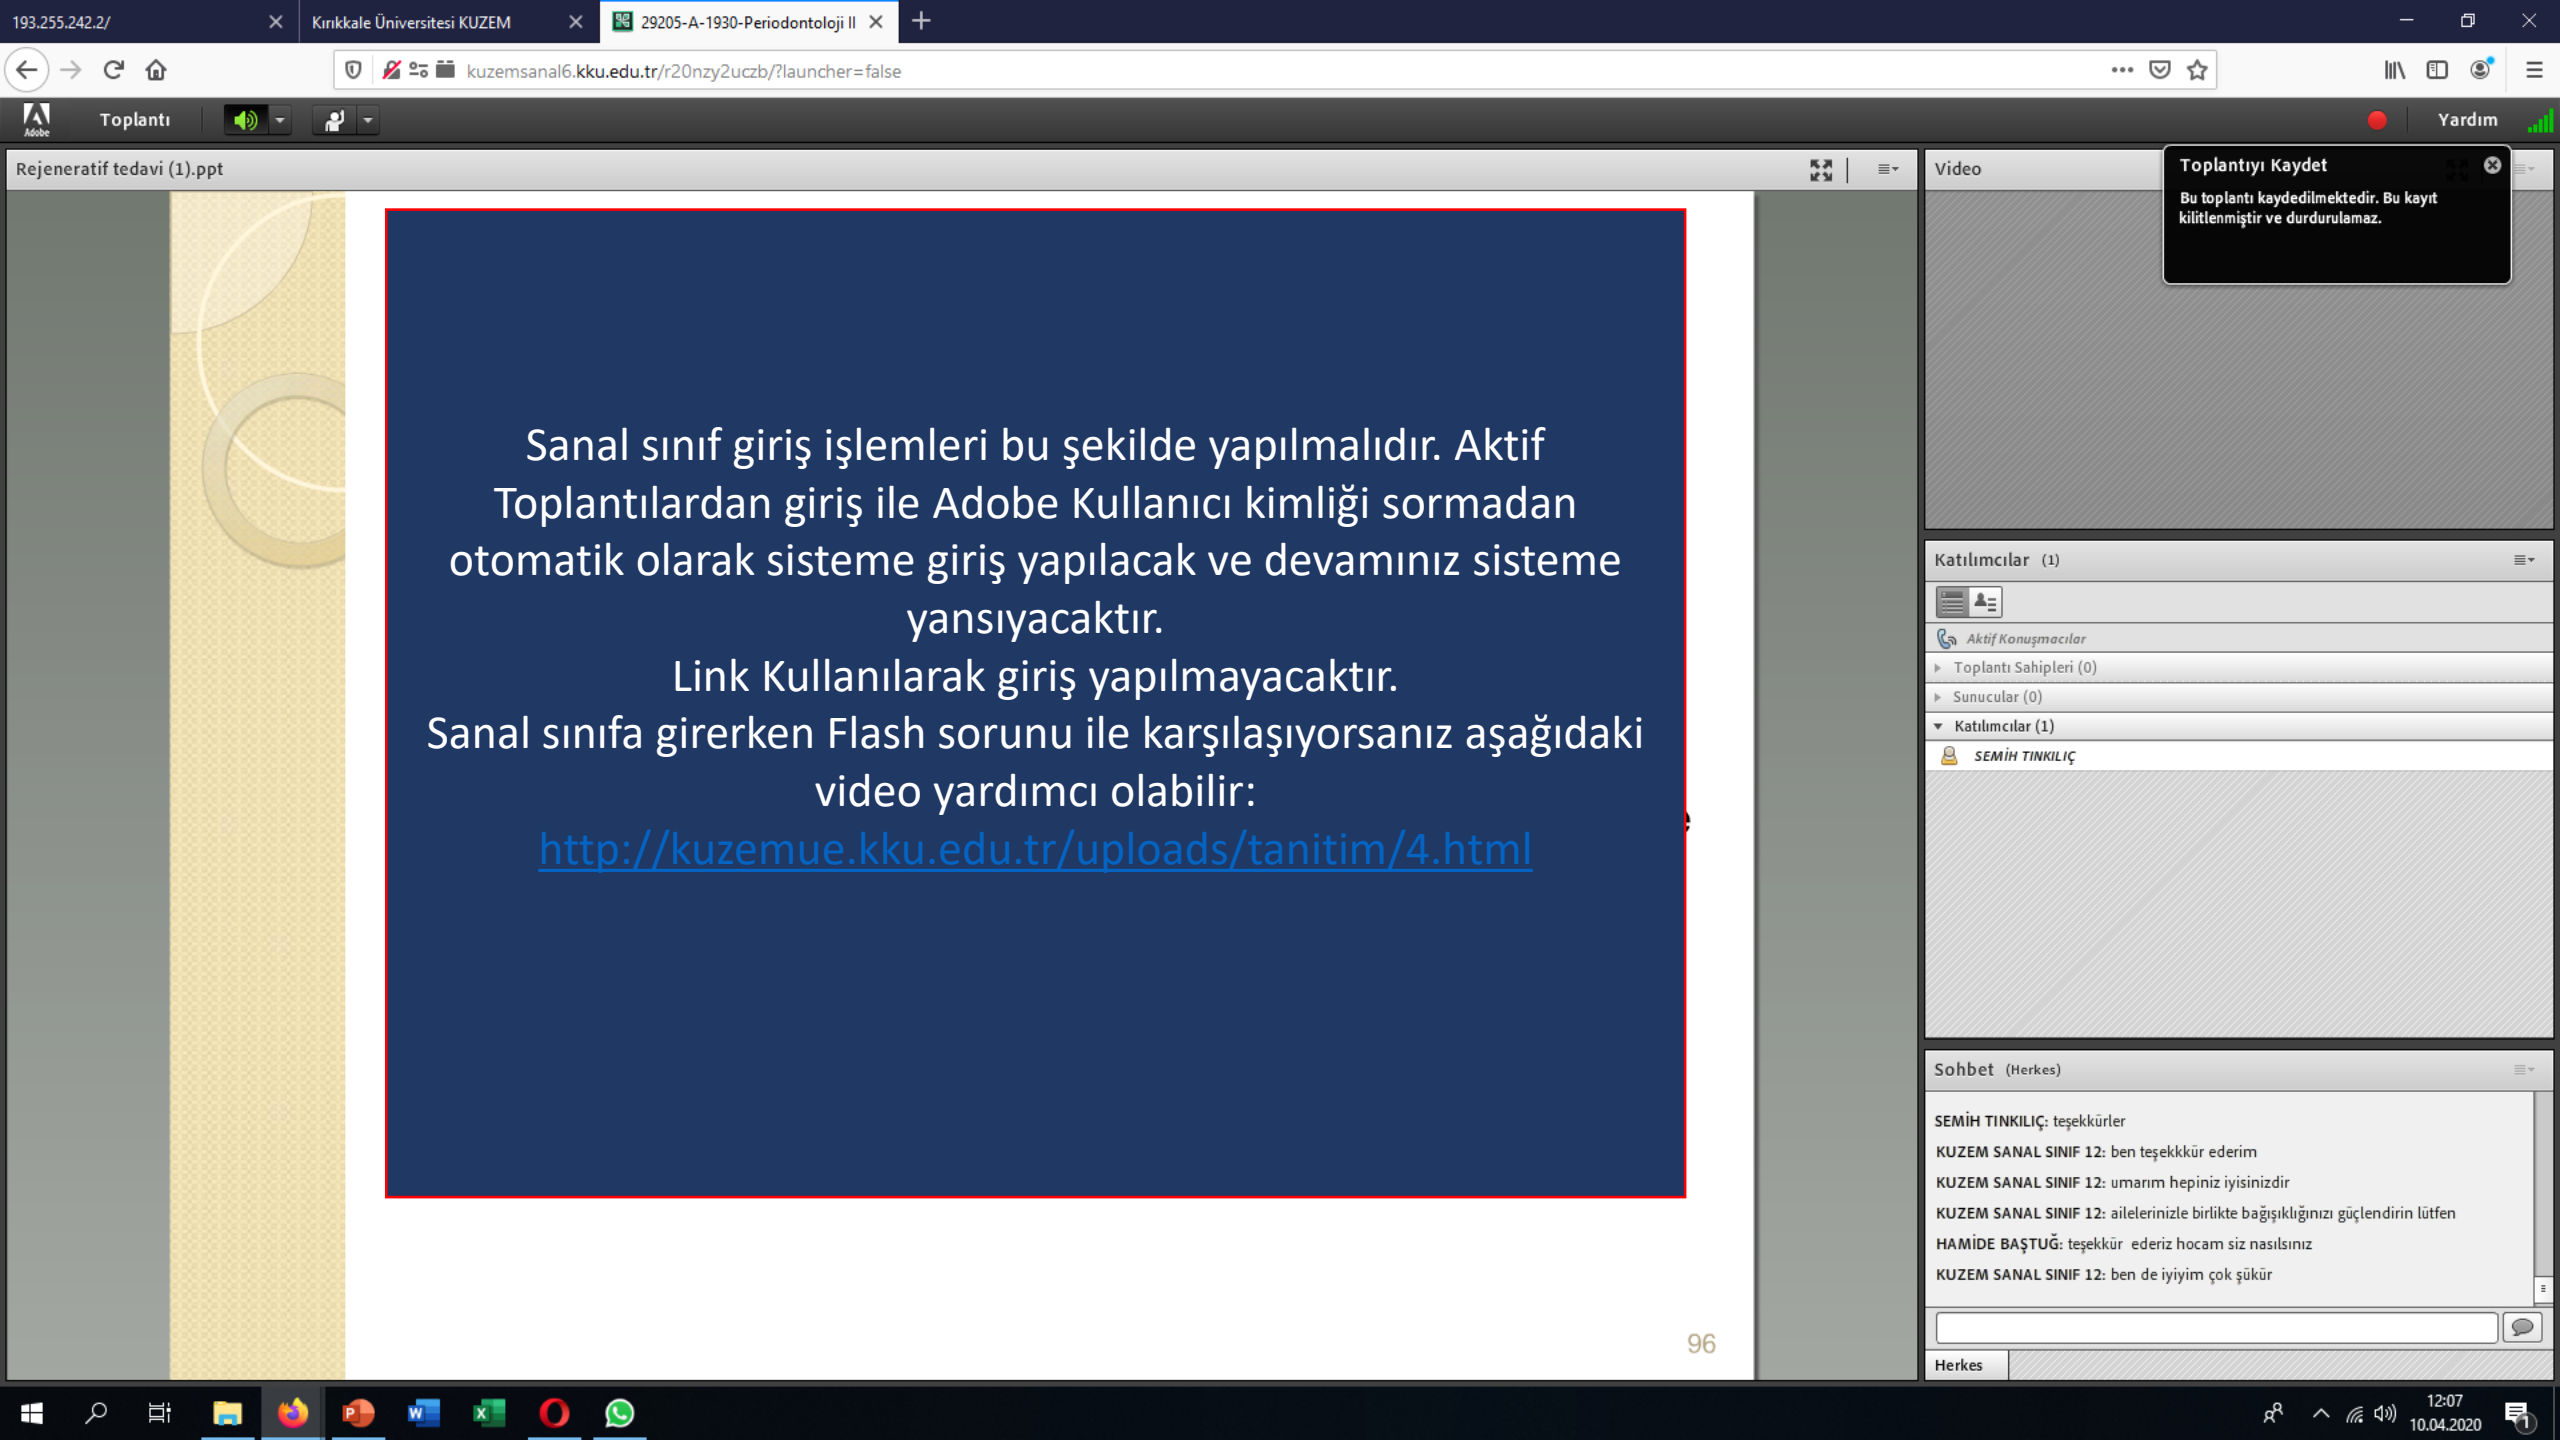 193.255.242.2/
Kırıkkale Üniversitesi KUZEM
29205-A-1930-Periodontoloji II
kuzemsanal6.kku.edu.tr/r20nzy2uczb/?launcher=false
Adobe
Toplantı
Yardım
Rejeneratif tedavi (1).ppt
Sanal sınıf giriş işlemleri bu şekilde yapılmalıdır. Aktif
Toplantılardan giriş ile Adobe Kullanıcı kimliği sormadan
otomatik olarak sisteme giriş yapılacak ve devamınız sisteme
yansıyacaktır.
Link Kullanılarak giriş yapılmayacaktır.
Sanal sınıfa girerken Flash sorunu ile karşılaşıyorsanız aşağıdaki
video yardımcı olabilir:
http://kuzemue.kku.edu.tr/uploads/tanitim/4.html
96
Video
Toplantıyı Kaydet
Bu toplantı kaydedilmektedir. Bu kayıt
kilitlenmiştir ve durdurulamaz.
Katılımcılar (1)
Aktif Konuşmacılar
Toplantı Sahipleri (0)
Sunucular (0)
Katılımcılar (1)
SEMİH TINKILIÇ
Sohbet (Herkes)
SEMİH TINKILIÇ: teşekkürler
KUZEM SANAL SINIF 12: ben teşekkkür ederim
KUZEM SANAL SINIF 12: umarım hepiniz iyisinizdir
KUZEM SANAL SINIF 12: ailelerinizle birlikte bağışıklığınızı güçlendirin lütfen
HAMİDE BAŞTUĞ: teşekkür ederiz hocam siz nasılsınız
KUZEM SANAL SINIF 12: ben de iyiyim çok şükür
Herkes
12:07
10.04.2020
1